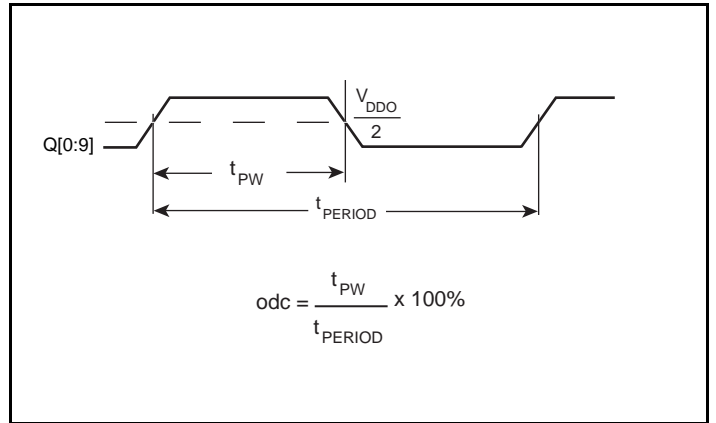 V_DDO
2
Q[0:9]
t_PW
t_PERIOD
odc = t_PW / t_PERIOD x 100%